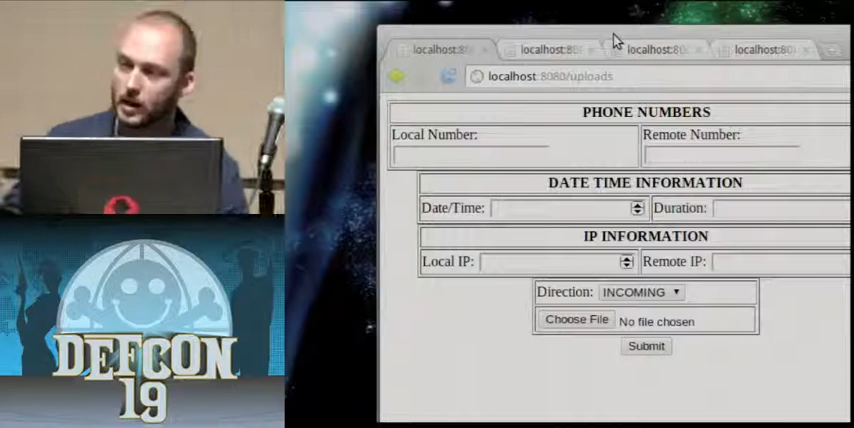 localhost:80
localhost:808
localhost:808
localhost:808
localhost:8080/uploads
PHONE NUMBERS
Local Number:
Remote Number:
DATE TIME INFORMATION
Date/Time:
Duration:
IP INFORMATION
Local IP:
Remote IP:
Direction: INCOMING
Choose File No file chosen
Submit
DEFCON
19